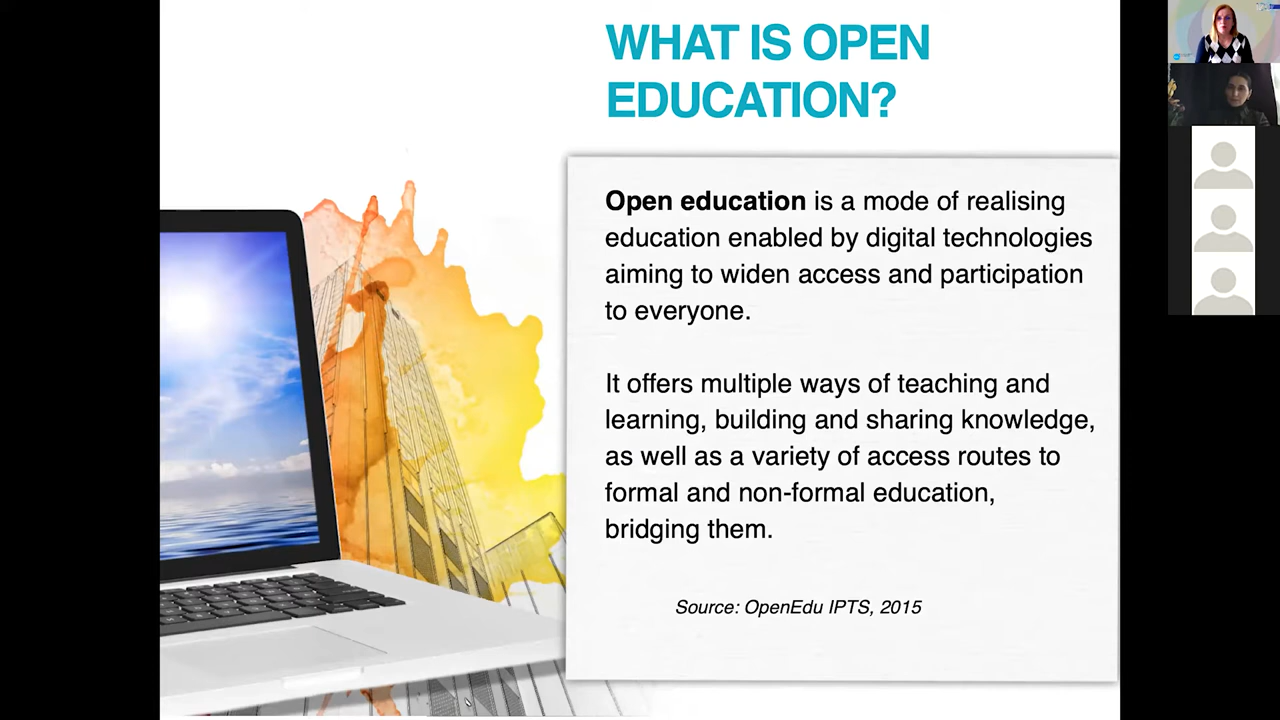 WHAT IS OPEN
EDUCATION?
Open education is a mode of realising
education enabled by digital technologies
aiming to widen access and participation
to everyone.
It offers multiple ways of teaching and
learning, building and sharing knowledge,
as well as a variety of access routes to
formal and non-formal education,
bridging them.
Source: OpenEdu IPTS, 2015